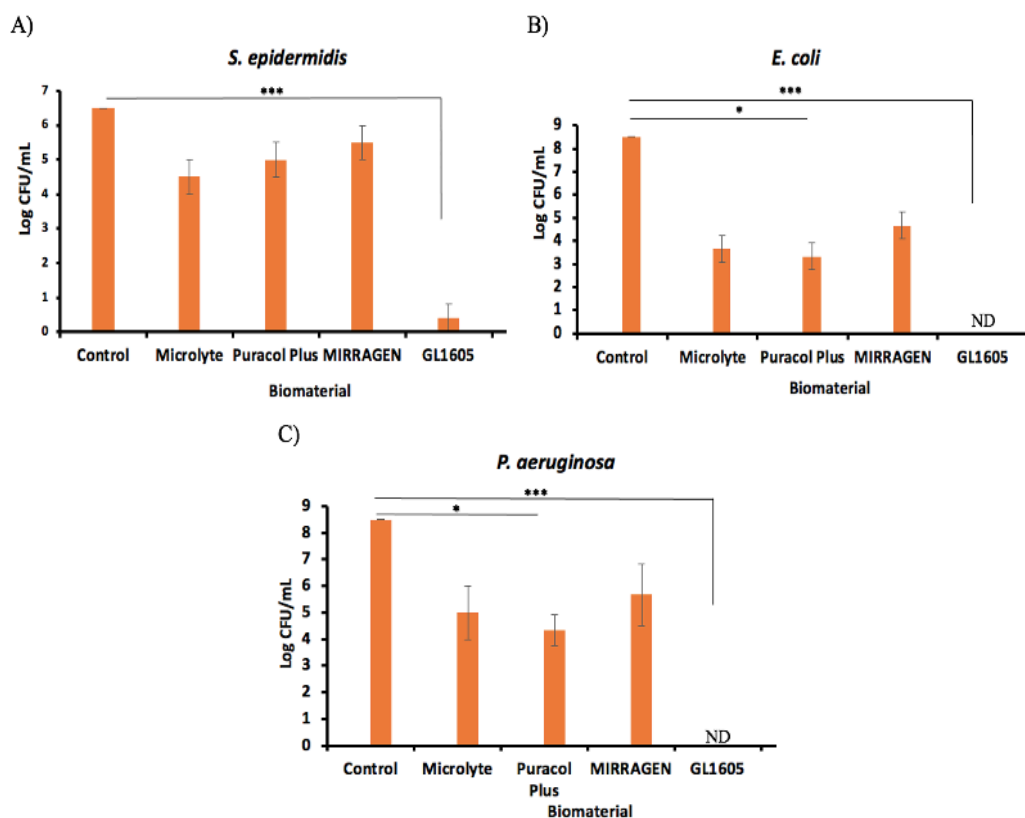 A)
S. epidermidis
***
Log CFU/mL
7
6
5
4
3
2
1
0
Control Microlyte Puracol Plus MIRRAGEN GL1605
Biomaterial
B)
E. coli
***
*
Log CFU/mL
9
8
7
6
5
4
3
2
1
0
ND
Control Microlyte Puracol Plus MIRRAGEN GL1605
Biomaterial
C)
P. aeruginosa
***
*
Log CFU/mL
9
8
7
6
5
4
3
2
1
0
ND
Control Microlyte Puracol MIRRAGEN GL1605
Plus
Biomaterial